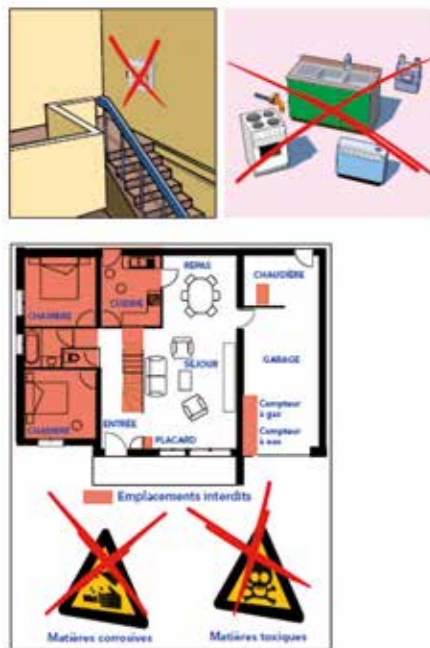 REPAS
CHAUDIÈRE
CHAMBRE
CUISINE
SÉJOUR
GARAGE
Compteur
à gaz
Compteur
à eau
CHAMBRE
ENTRÉE
PLACARD
Emplacements interdits
Matières corrosives
Matières toxiques